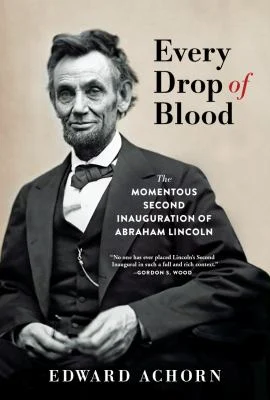 Every
Drop of
Blood
The
MOMENTOUS
SECOND
INAUGURATION OF
ABRAHAM LINCOLN
"No one has ever placed Lincoln's Second
Inaugural in such a full and rich context."
—GORDON S. WOOD
EDWARD ACHORN